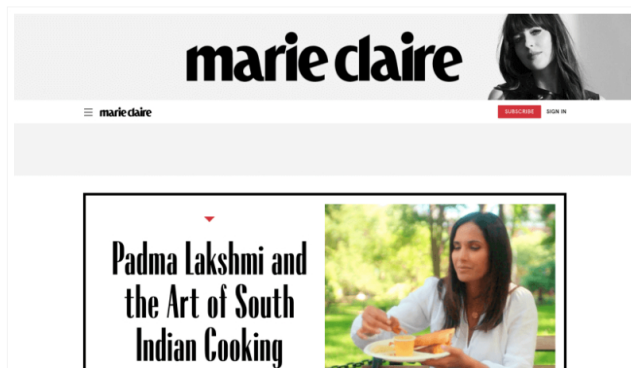 marie claire
marie claire
SUBSCRIBE SIGN IN
Padma Lakshmi and
the Art of South
Indian Cooking